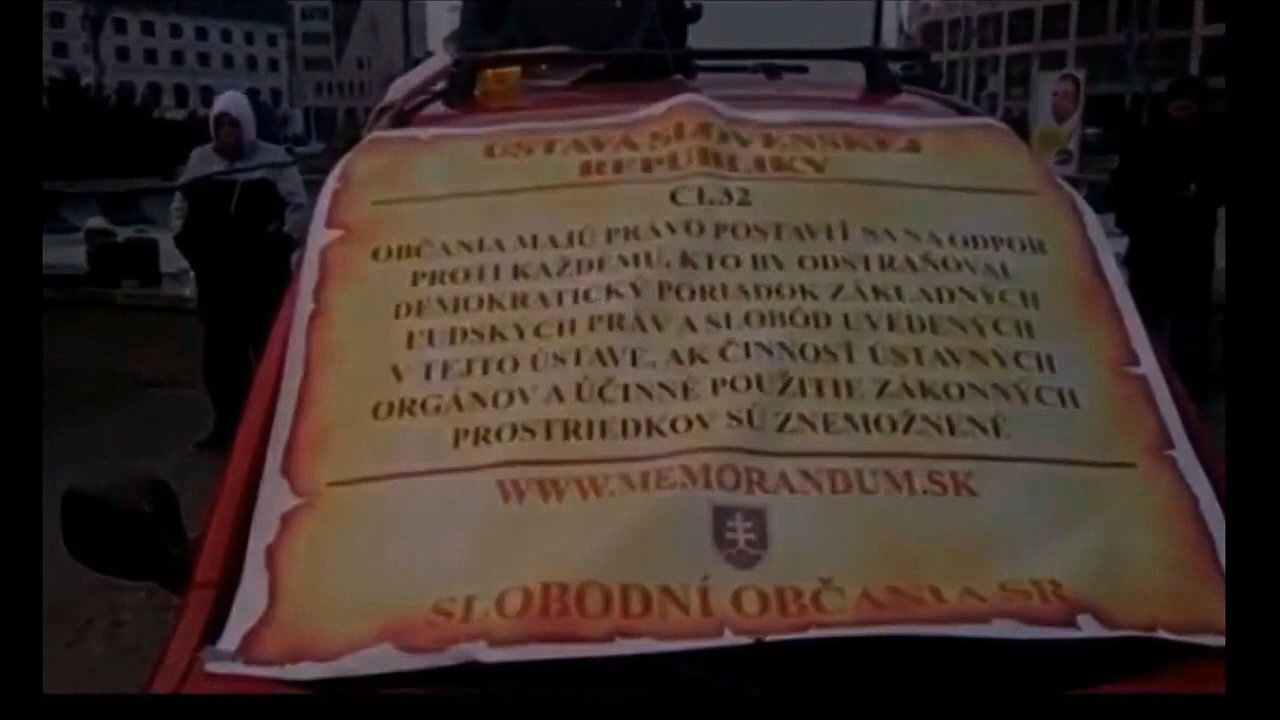 ÚSTAVA SLOVENSKEJ
REPUBLIKY
Čl.32
OBČANIA MAJÚ PRÁVO POSTAVIŤ SA NA ODPOR
PROTI KAŽDÉMU, KTO BY ODSTRAŇOVAL
DEMOKRATICKÝ PORIADOK ZÁKLADNÝCH
ĽUDSKÝCH PRÁV A SLOBÔD UVEDENÝCH
V TEJTO ÚSTAVE, AK ČINNOSŤ ÚSTAVNÝCH
ORGÁNOV A ÚČINNÉ POUŽITIE ZÁKONNÝCH
PROSTRIEDKOV SÚ ZNEMOŽNENÉ
WWW.MEMORANDUM.SK
SLOBODNÍ OBČANIA SR